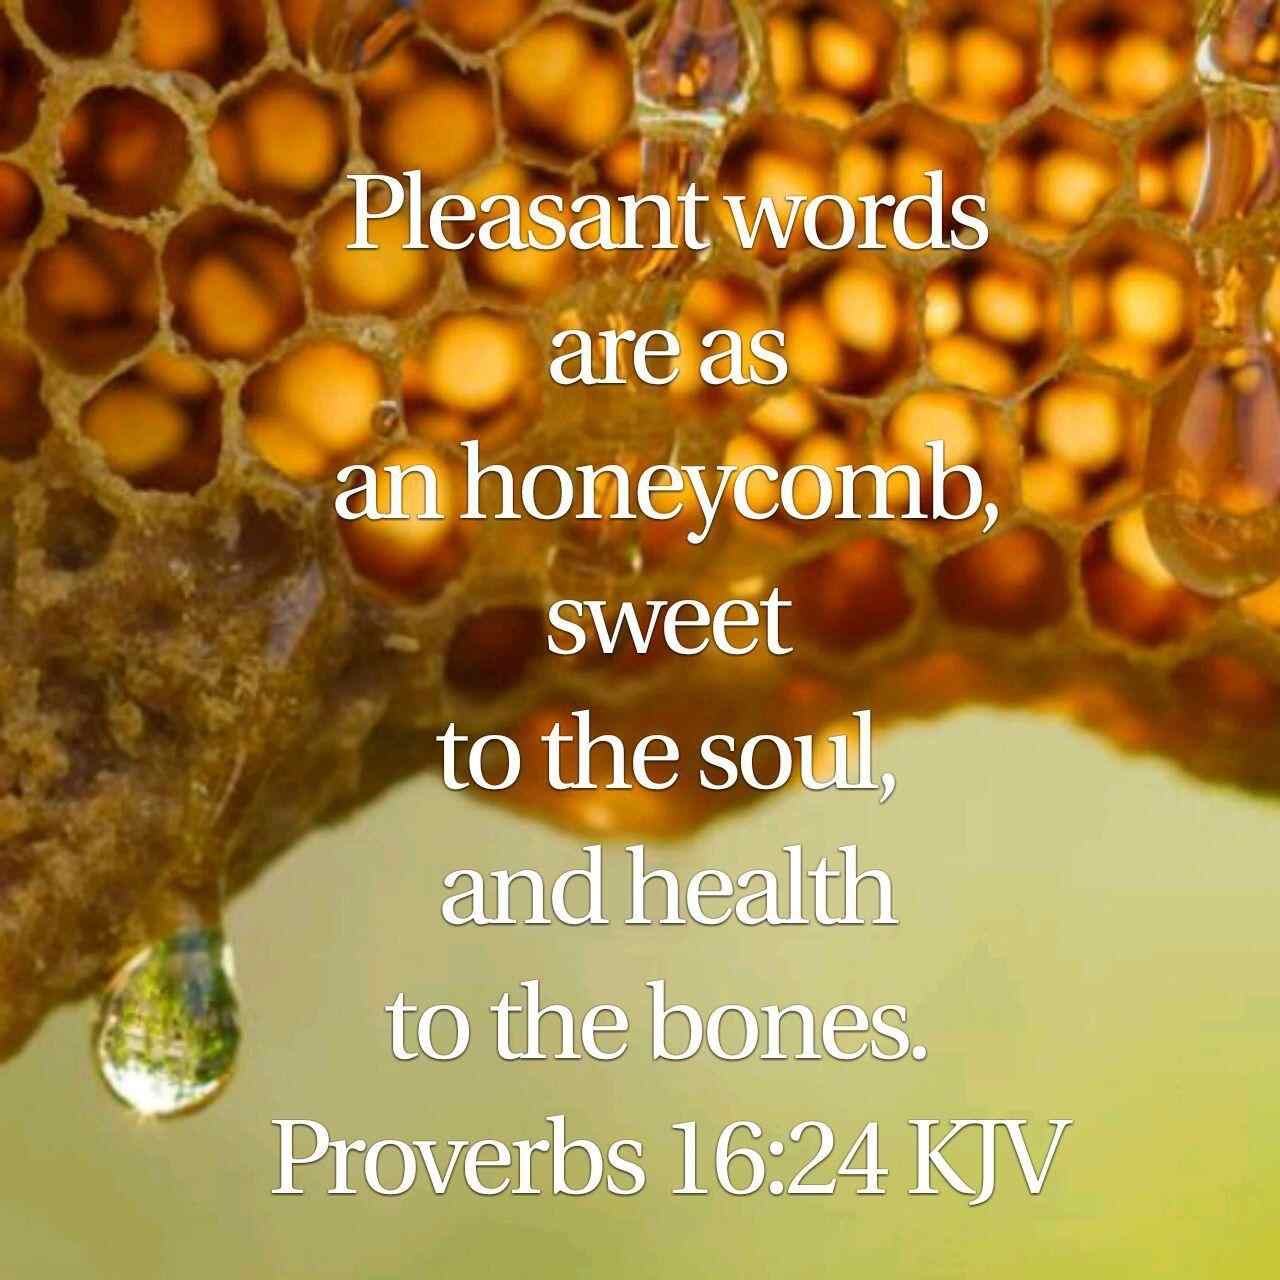 Pleasant words
are as
an honeycomb,
sweet
to the soul,
and health
to the bones.
Proverbs 16:24 KJV